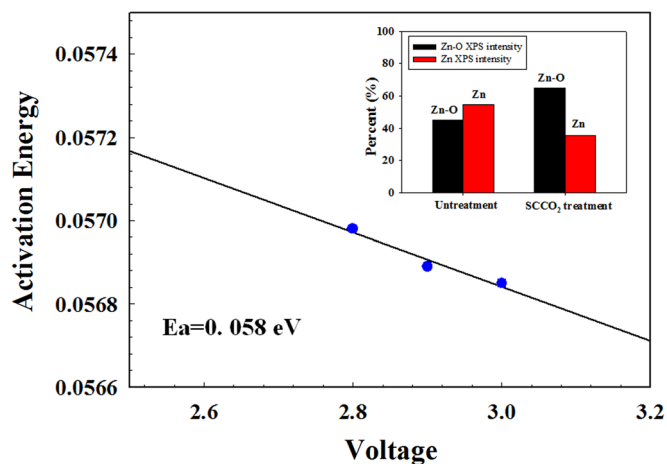 0.0574
0.0572
0.0570
0.0568
0.0566
Activation Energy
2.6
2.8
3.0
3.2
Voltage
Ea=0. 058 eV
100
80
60
40
20
0
Percent (%)
Zn-O XPS intensity
Zn XPS intensity
Zn-O
Zn
Zn-O
Zn
Untreatment
SCCO₂ treatment